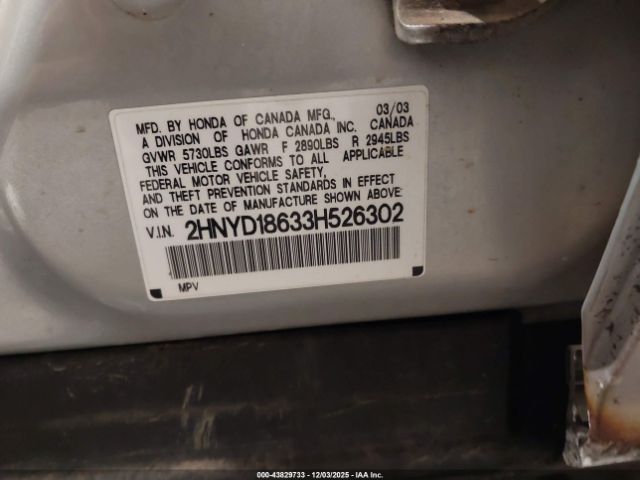 MFD. BY HONDA OF CANADA MFG., 03/03
A DIVISION OF HONDA CANADA INC. CANADA
GVWR 5730LBS GAWR F 2890LBS R 2945LBS
THIS VEHICLE CONFORMS TO ALL APPLICABLE
FEDERAL MOTOR VEHICLE SAFETY,
AND THEFT PREVENTION STANDARDS IN EFFECT
ON THE DATE OF MANUFACTURE SHOWN ABOVE.
V.I.N. 2HNYD18633H526302
MPV
000-43829733 - 12/03/2025 - IAA Inc.